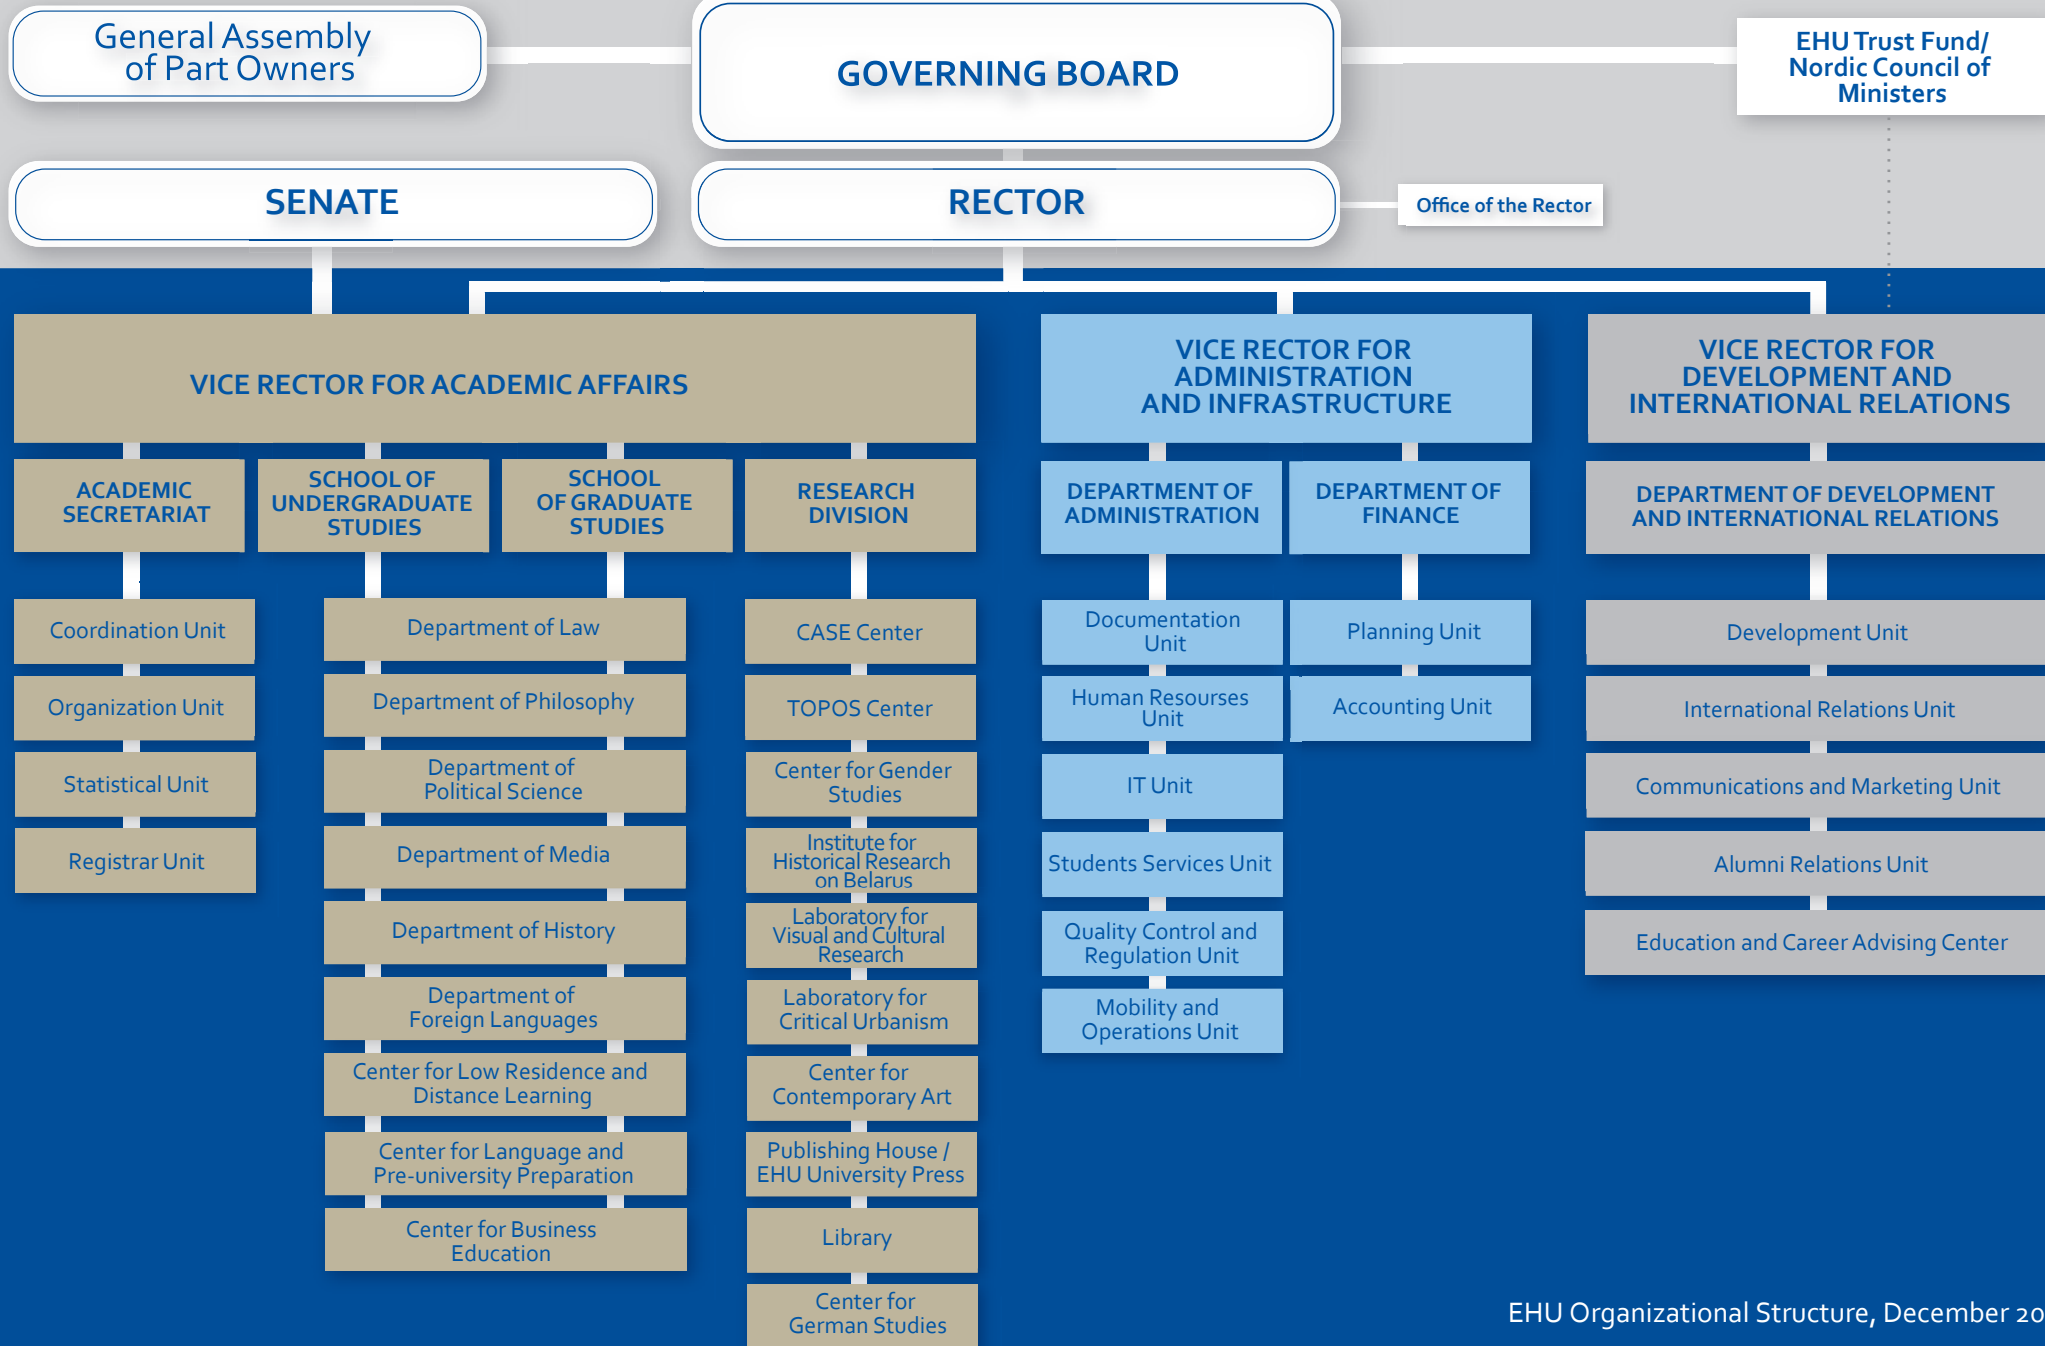 General Assembly
of Part Owners
GOVERNING BOARD
EHU Trust Fund/
Nordic Council of
Ministers
SENATE
RECTOR
Office of the Rector
VICE RECTOR FOR ACADEMIC AFFAIRS
VICE RECTOR FOR
ADMINISTRATION
AND INFRASTRUCTURE
VICE RECTOR FOR
DEVELOPMENT AND
INTERNATIONAL RELATIONS
ACADEMIC
SECRETARIAT
SCHOOL OF
UNDERGRADUATE
STUDIES
SCHOOL
OF GRADUATE
STUDIES
RESEARCH
DIVISION
DEPARTMENT OF
ADMINISTRATION
DEPARTMENT OF
FINANCE
DEPARTMENT OF DEVELOPMENT
AND INTERNATIONAL RELATIONS
Coordination Unit
Organization Unit
Statistical Unit
Registrar Unit
Department of Law
Department of Philosophy
Department of
Political Science
Department of Media
Department of History
Department of
Foreign Languages
Center for Low Residence and
Distance Learning
Center for Language and
Pre-university Preparation
Center for Business
Education
CASE Center
TOPOS Center
Center for Gender
Studies
Institute for
Historical Research
on Belarus
Laboratory for
Visual and Cultural
Research
Laboratory for
Critical Urbanism
Center for
Contemporary Art
Publishing House /
EHU University Press
Library
Center for
German Studies
Documentation
Unit
Human Resourses
Unit
IT Unit
Students Services Unit
Quality Control and
Regulation Unit
Mobility and
Operations Unit
Planning Unit
Accounting Unit
Development Unit
International Relations Unit
Communications and Marketing Unit
Alumni Relations Unit
Education and Career Advising Center
EHU Organizational Structure, December 20